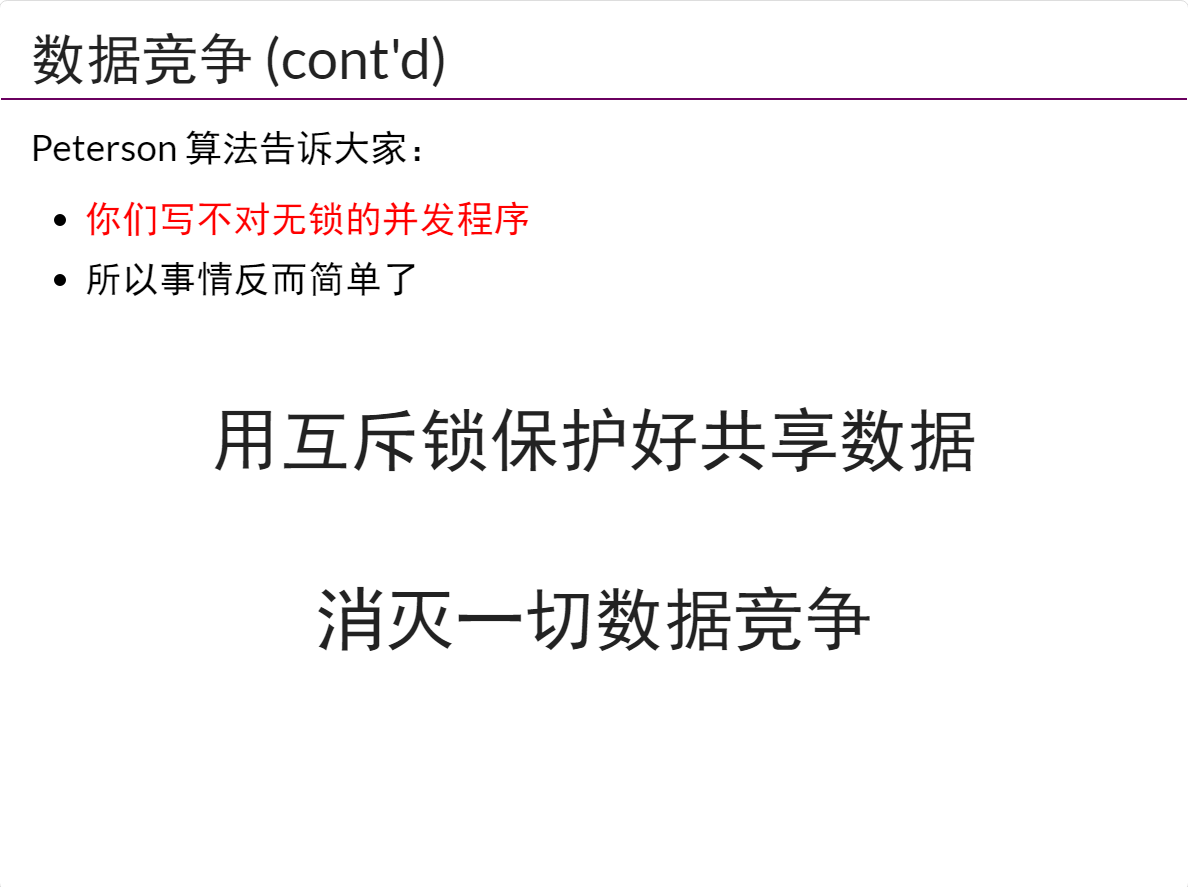 数据竞争 (cont'd)
Peterson 算法告诉大家：
你们写不对无锁的并发程序
所以事情反而简单了
用互斥锁保护好共享数据
消灭一切数据竞争